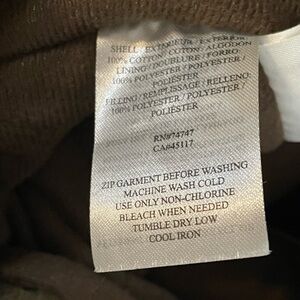 SHELL / EXTERIEUR / EXTERIOR
100% COTTON / COTON / ALGODON
LINING / DOUBLURE / FORRO
100% POLYESTER / POLYESTER /
POLIÉSTER
FILLING / REMPLISSAGE / RELLENO:
100% POLYESTER / POLYESTER /
POLIÉSTER
RN#74747
CA#45117
ZIP GARMENT BEFORE WASHING
MACHINE WASH COLD
USE ONLY NON-CHLORINE
BLEACH WHEN NEEDED
TUMBLE DRY LOW
COOL IRON